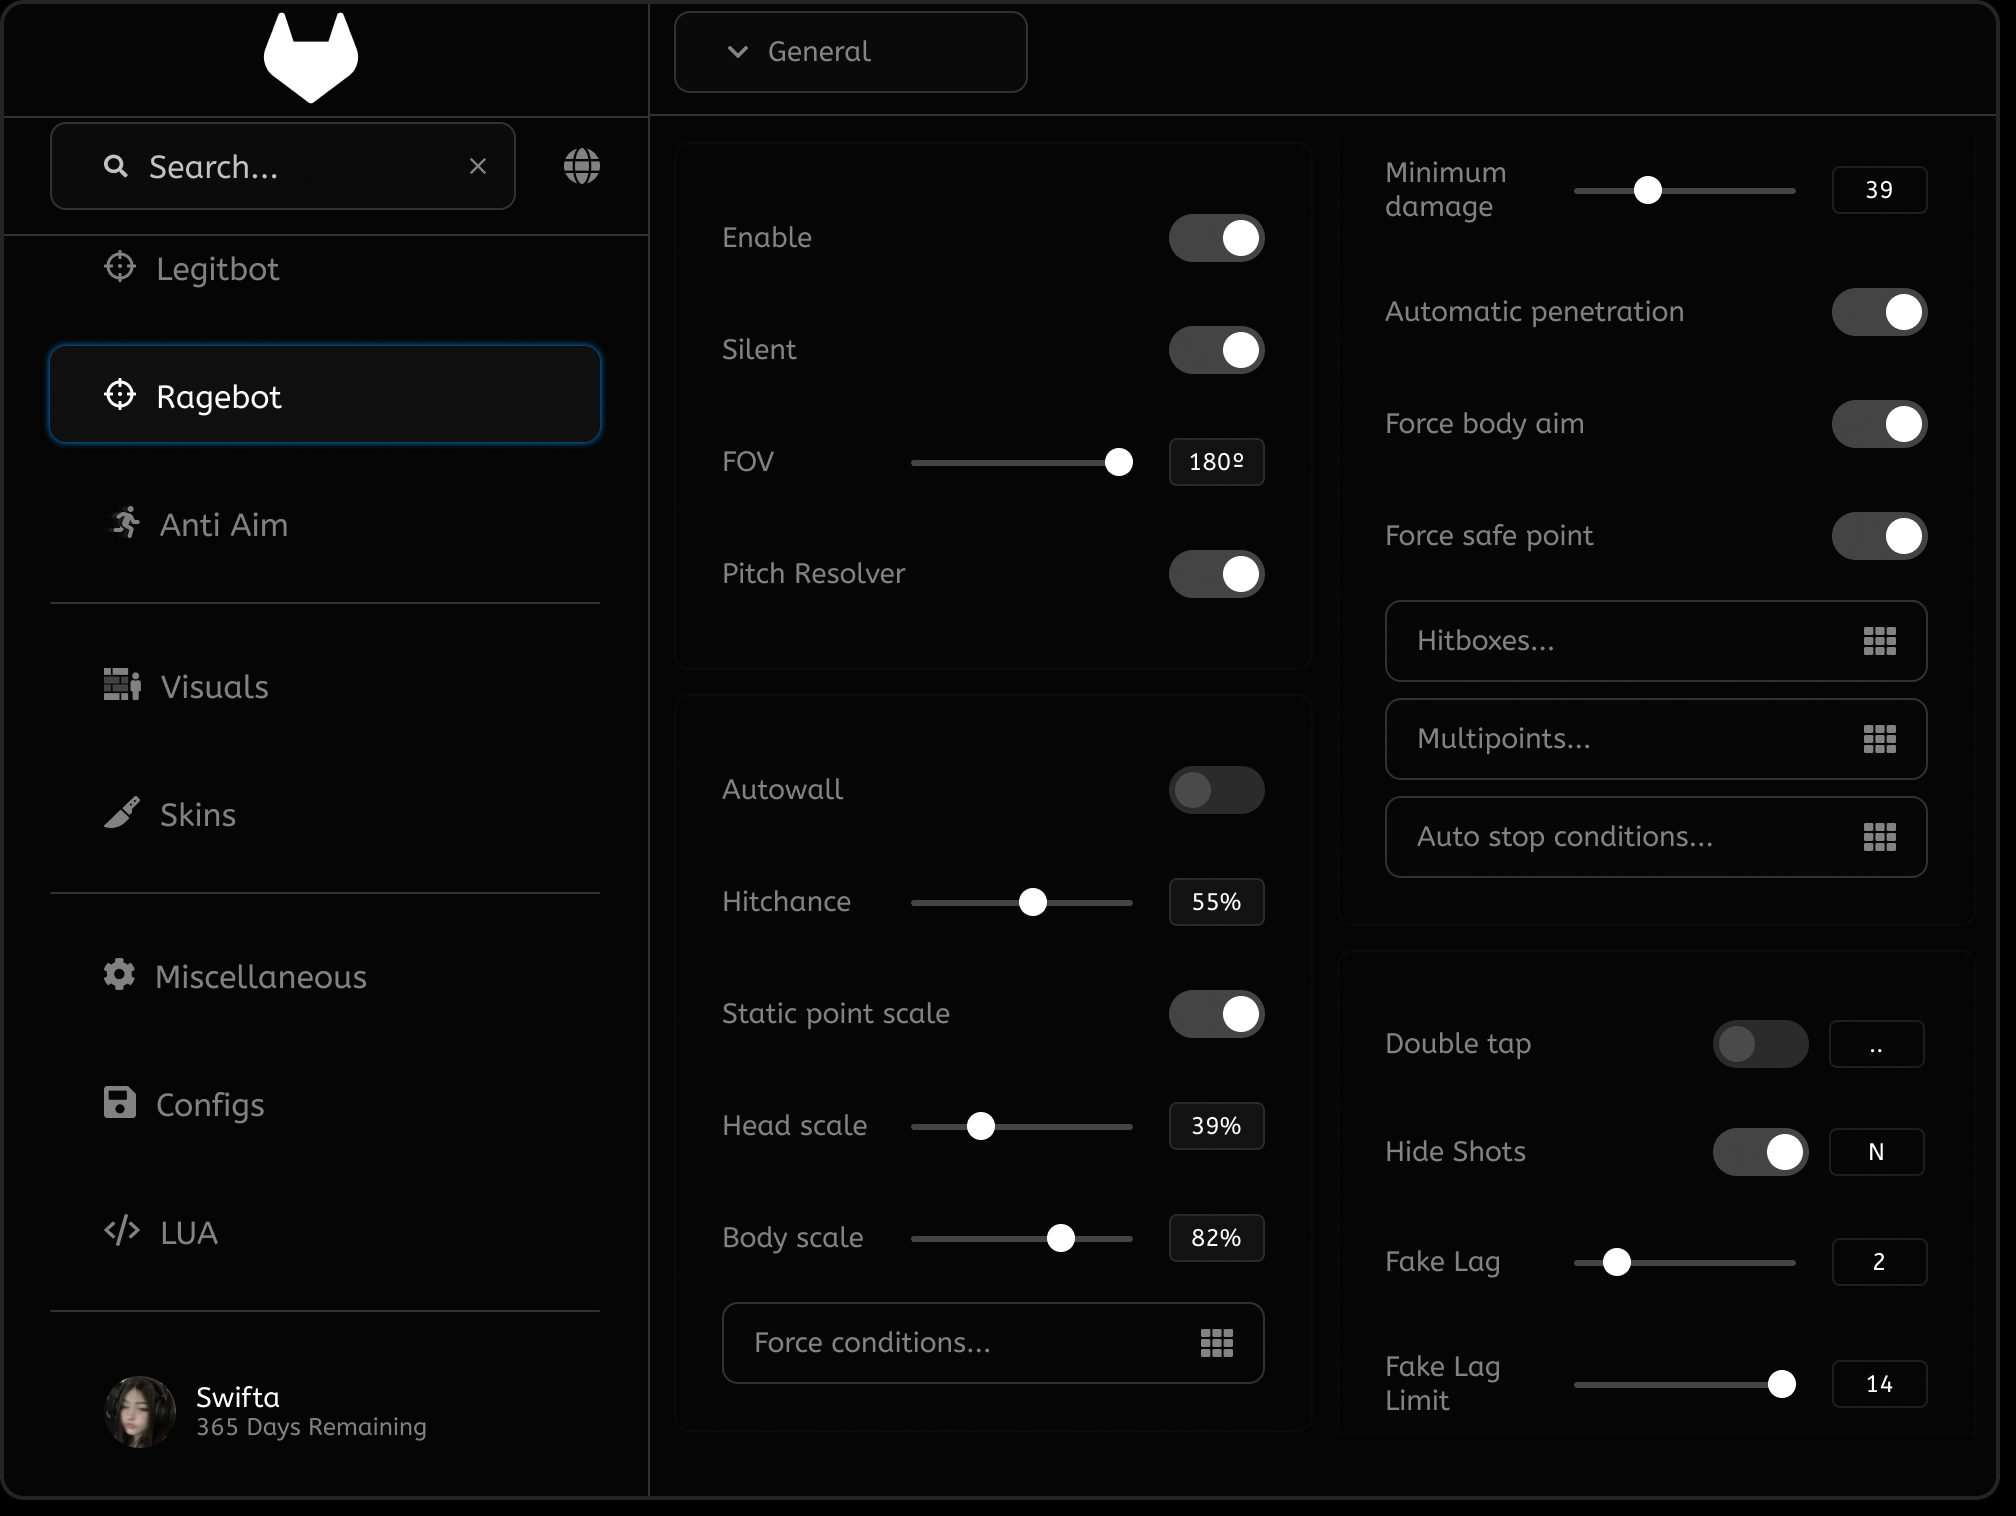 Search...
Legitbot
Ragebot
Anti Aim
Visuals
Skins
Miscellaneous
Configs
LUA
Swifta
365 Days Remaining
General
Enable
Silent
FOV 180º
Pitch Resolver
Autowall
Hitchance 55%
Static point scale
Head scale 39%
Body scale 82%
Force conditions...
Minimum
damage 39
Automatic penetration
Force body aim
Force safe point
Hitboxes...
Multipoints...
Auto stop conditions...
Double tap ..
Hide Shots N
Fake Lag 2
Fake Lag
Limit 14